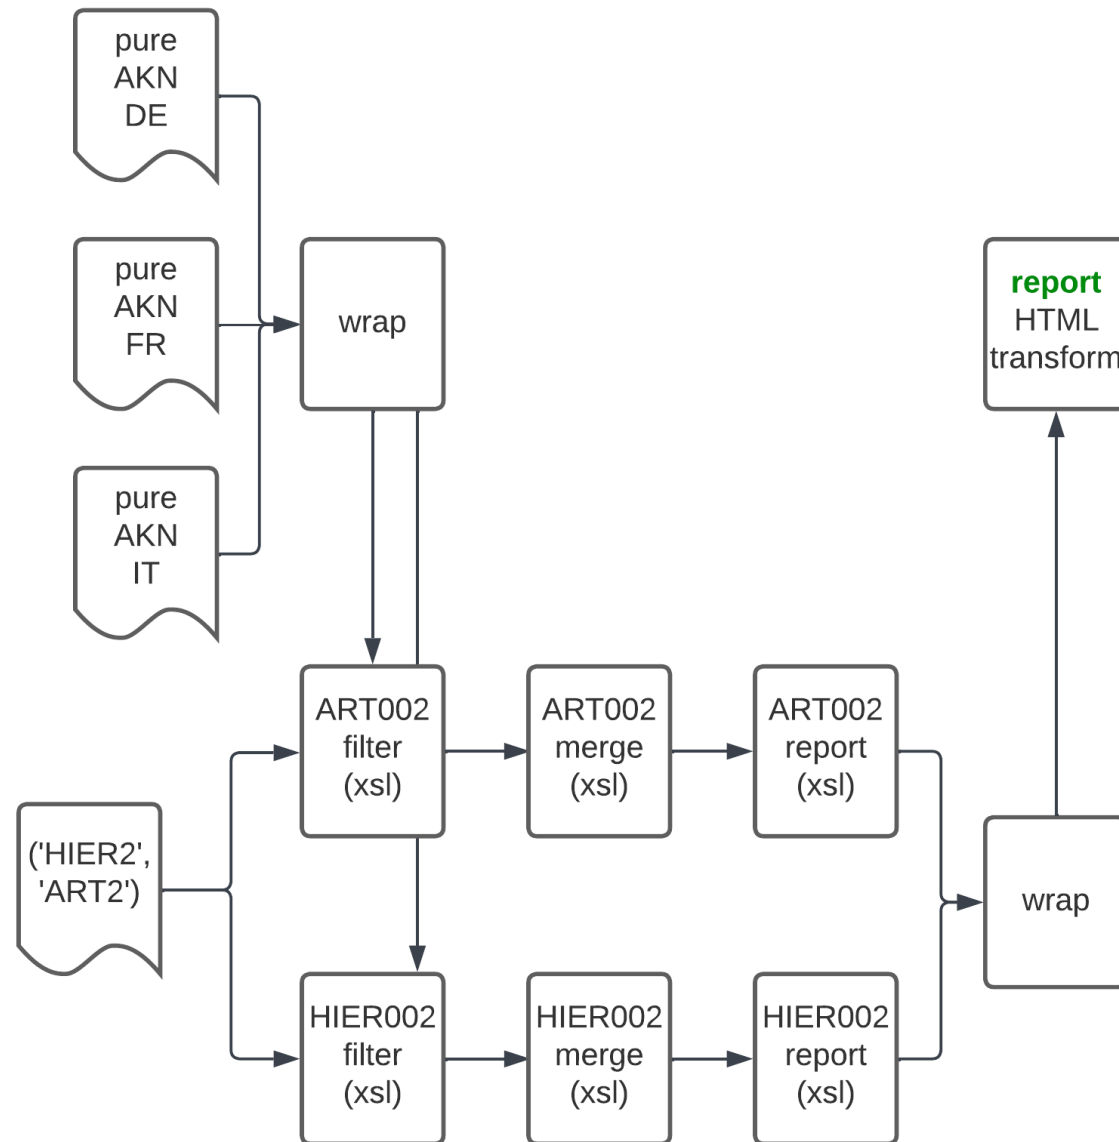 pure
AKN
DE
pure
AKN
FR
wrap
report
HTML
transform
pure
AKN
IT
ART002
filter
(xsl)
ART002
merge
(xsl)
ART002
report
(xsl)
('HIER2',
'ART2')
wrap
HIER002
filter
(xsl)
HIER002
merge
(xsl)
HIER002
report
(xsl)